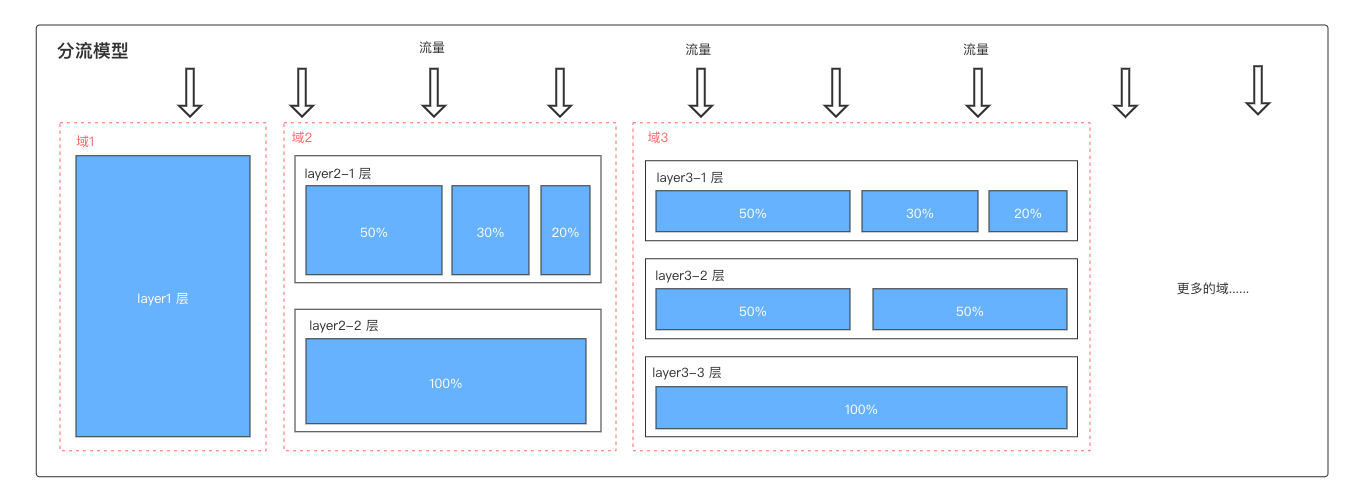 分流模型
流量
流量
流量
域1
layer1 层
域2
layer2-1 层
50%
30%
20%
layer2-2 层
100%
域3
layer3-1 层
50%
30%
20%
layer3-2 层
50%
50%
layer3-3 层
100%
更多的域......